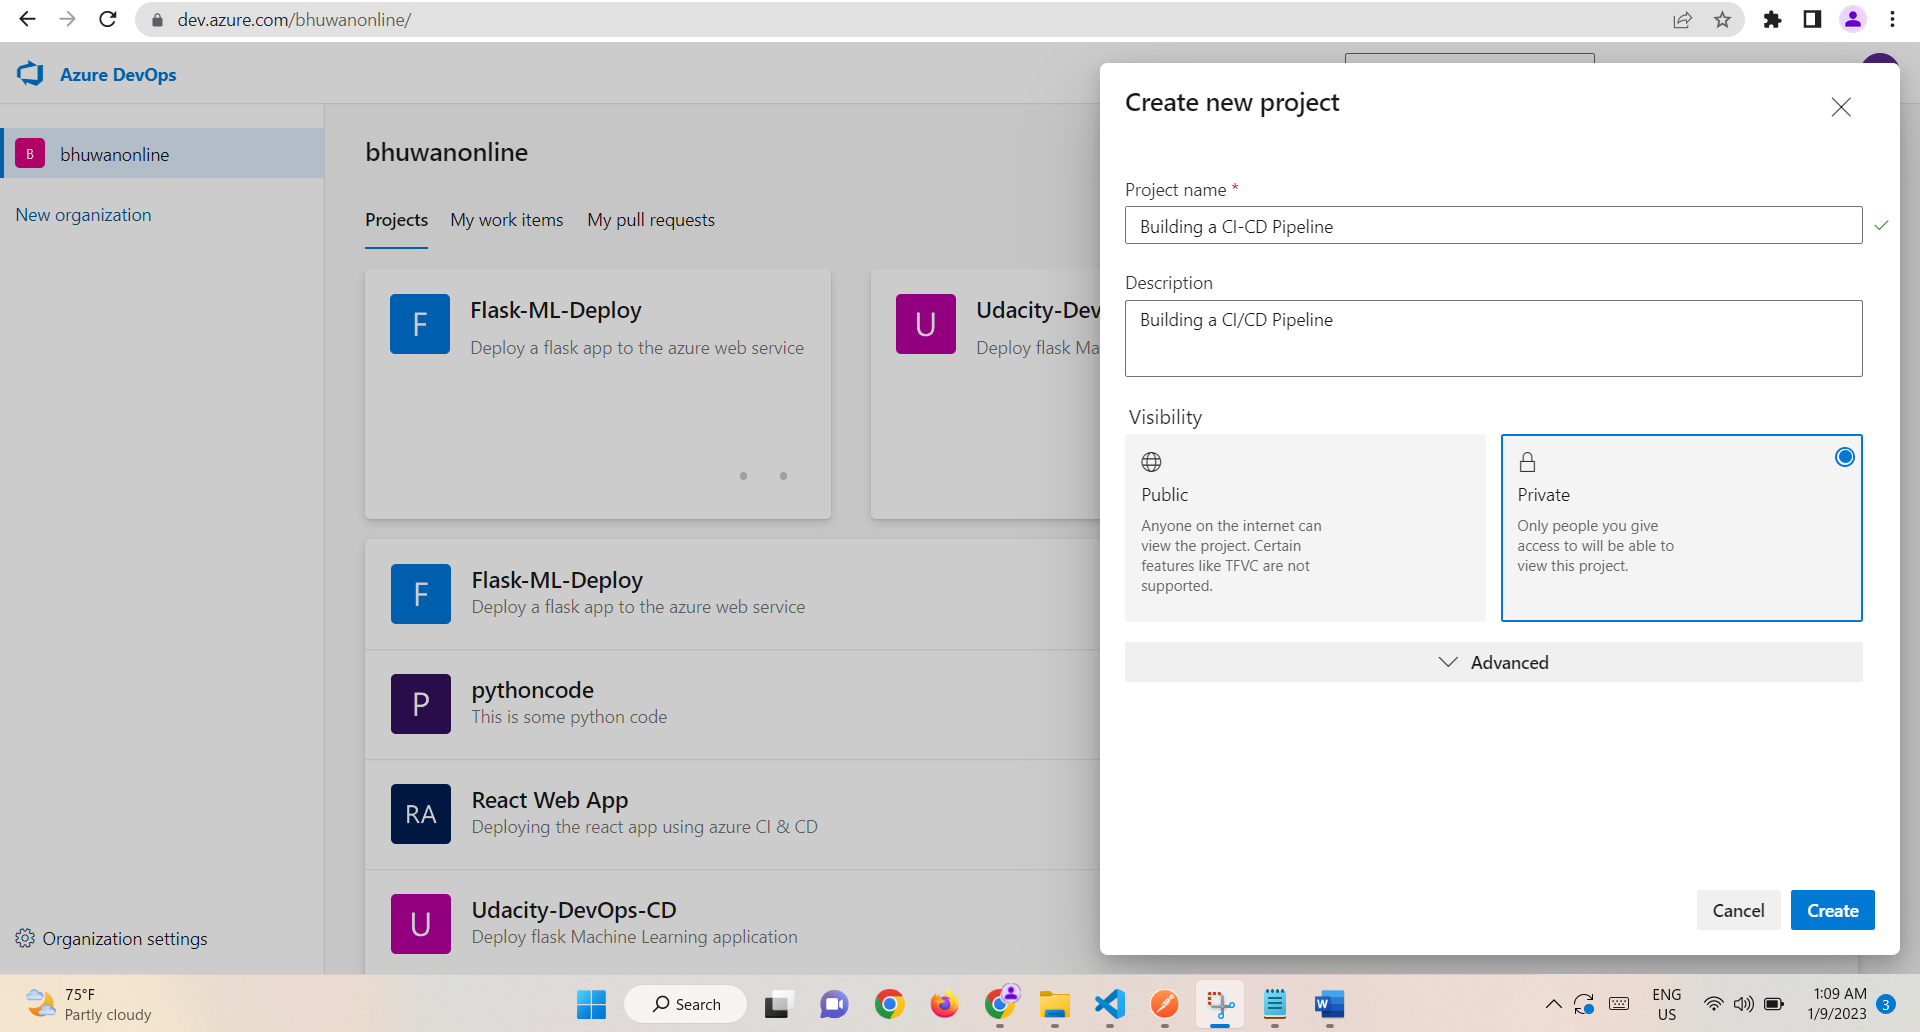 dev.azure.com/bhuwanonline/
Azure DevOps
B bhuwanonline
New organization
Organization settings
bhuwanonline
Projects My work items My pull requests
F Flask-ML-Deploy
Deploy a flask app to the azure web service
U Udacity-Dev
Deploy flask Ma
F Flask-ML-Deploy
Deploy a flask app to the azure web service
P pythoncode
This is some python code
RA React Web App
Deploying the react app using azure CI & CD
U Udacity-DevOps-CD
Deploy flask Machine Learning application
Create new project
Project name *
Building a CI-CD Pipeline
Description
Building a CI/CD Pipeline
Visibility
Public
Anyone on the internet can
view the project. Certain
features like TFVC are not
supported.
Private
Only people you give
access to will be able to
view this project.
Advanced
Cancel Create
75°F
Partly cloudy
Search
W
ENG
US
1:09 AM
1/9/2023
3